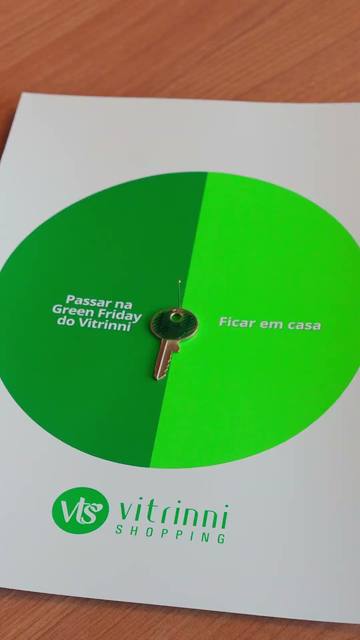 Passar na
Green Friday
do Vitrinni
Ficar em casa
vts vitrinni
SHOPPING